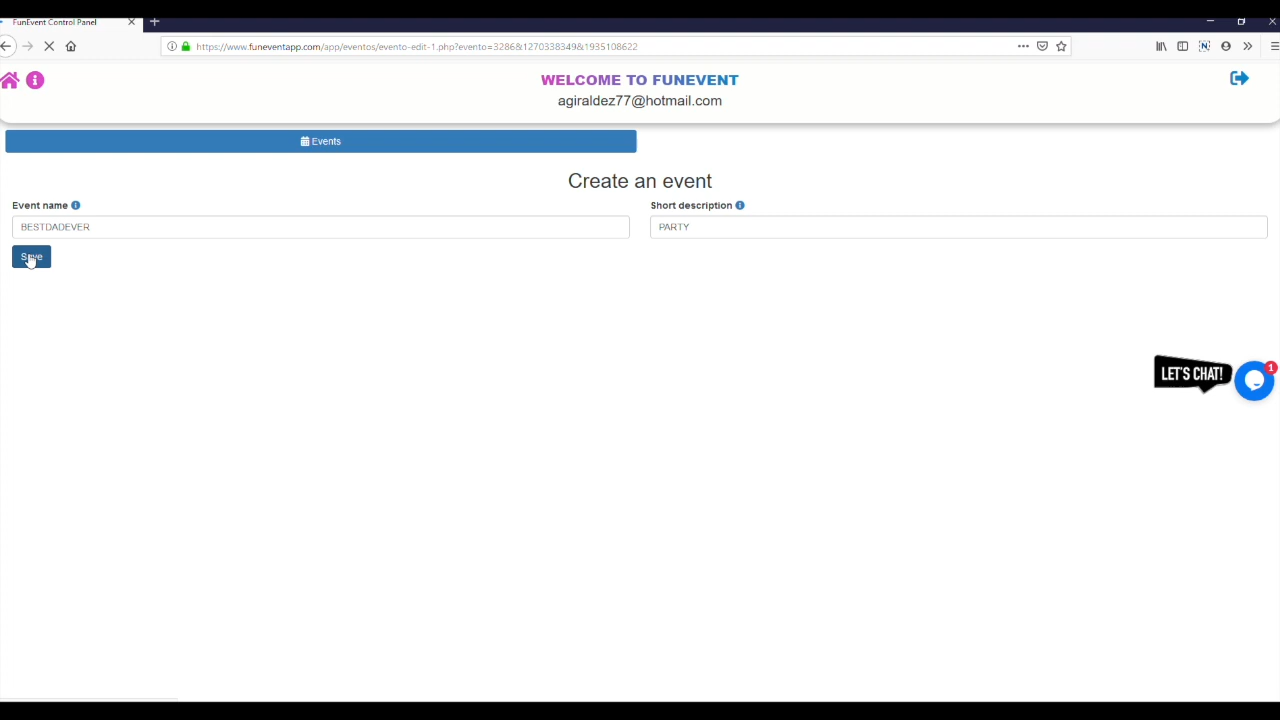 FunEvent Control Panel
https://www.funeventapp.com/app/eventos/evento-edit-1.php?evento=3286&1270338349&1935108622
WELCOME TO FUNEVENT
agiraldez77@hotmail.com
Events
Create an event
Event name
Short description
BESTDADEVER
PARTY
Save
LET'S CHAT!
1